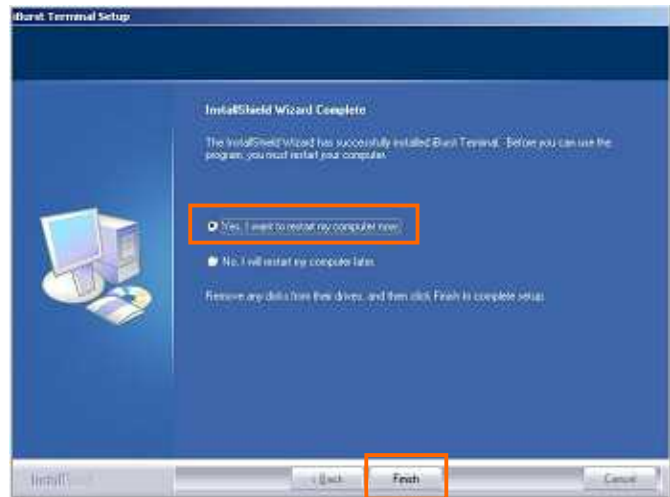 iBurst Terminal Setup
InstallShield Wizard Complete
The InstallShield Wizard has successfully installed iBurst Terminal. Before you can use the
program, you must restart your computer.
Yes, I want to restart my computer now.
No, I will restart my computer later.
Remove any disks from their drives, and then click Finish to complete setup.
InstallShield
< Back
Finish
Cancel